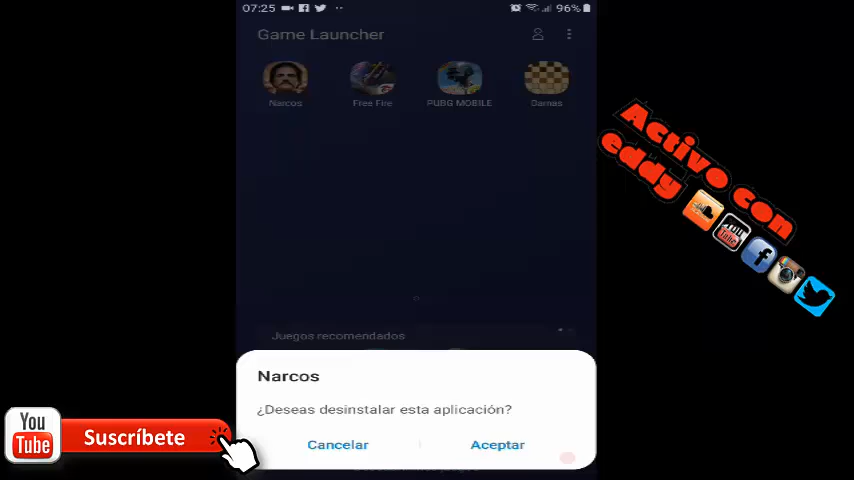 07:25
96%
Game Launcher
Narcos
Free Fire
PUBG MOBILE
Damas
Activo con
eddy
Juegos recomendados
Narcos
¿Deseas desinstalar esta aplicación?
Cancelar
Aceptar
You
Tube
Suscríbete